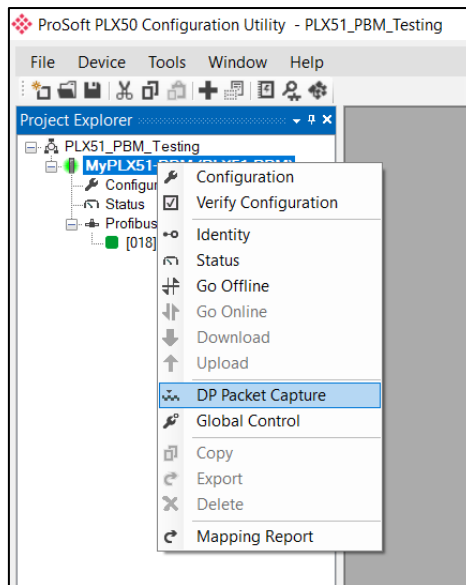 ProSoft PLX50 Configuration Utility - PLX51_PBM_Testing
File Device Tools Window Help
Project Explorer
PLX51_PBM_Testing
MyPLX51-PBM (PLX51-PBM)
Configur
Status
Profibus
[018]
Configuration
Verify Configuration
Identity
Status
Go Offline
Go Online
Download
Upload
DP Packet Capture
Global Control
Copy
Export
Delete
Mapping Report